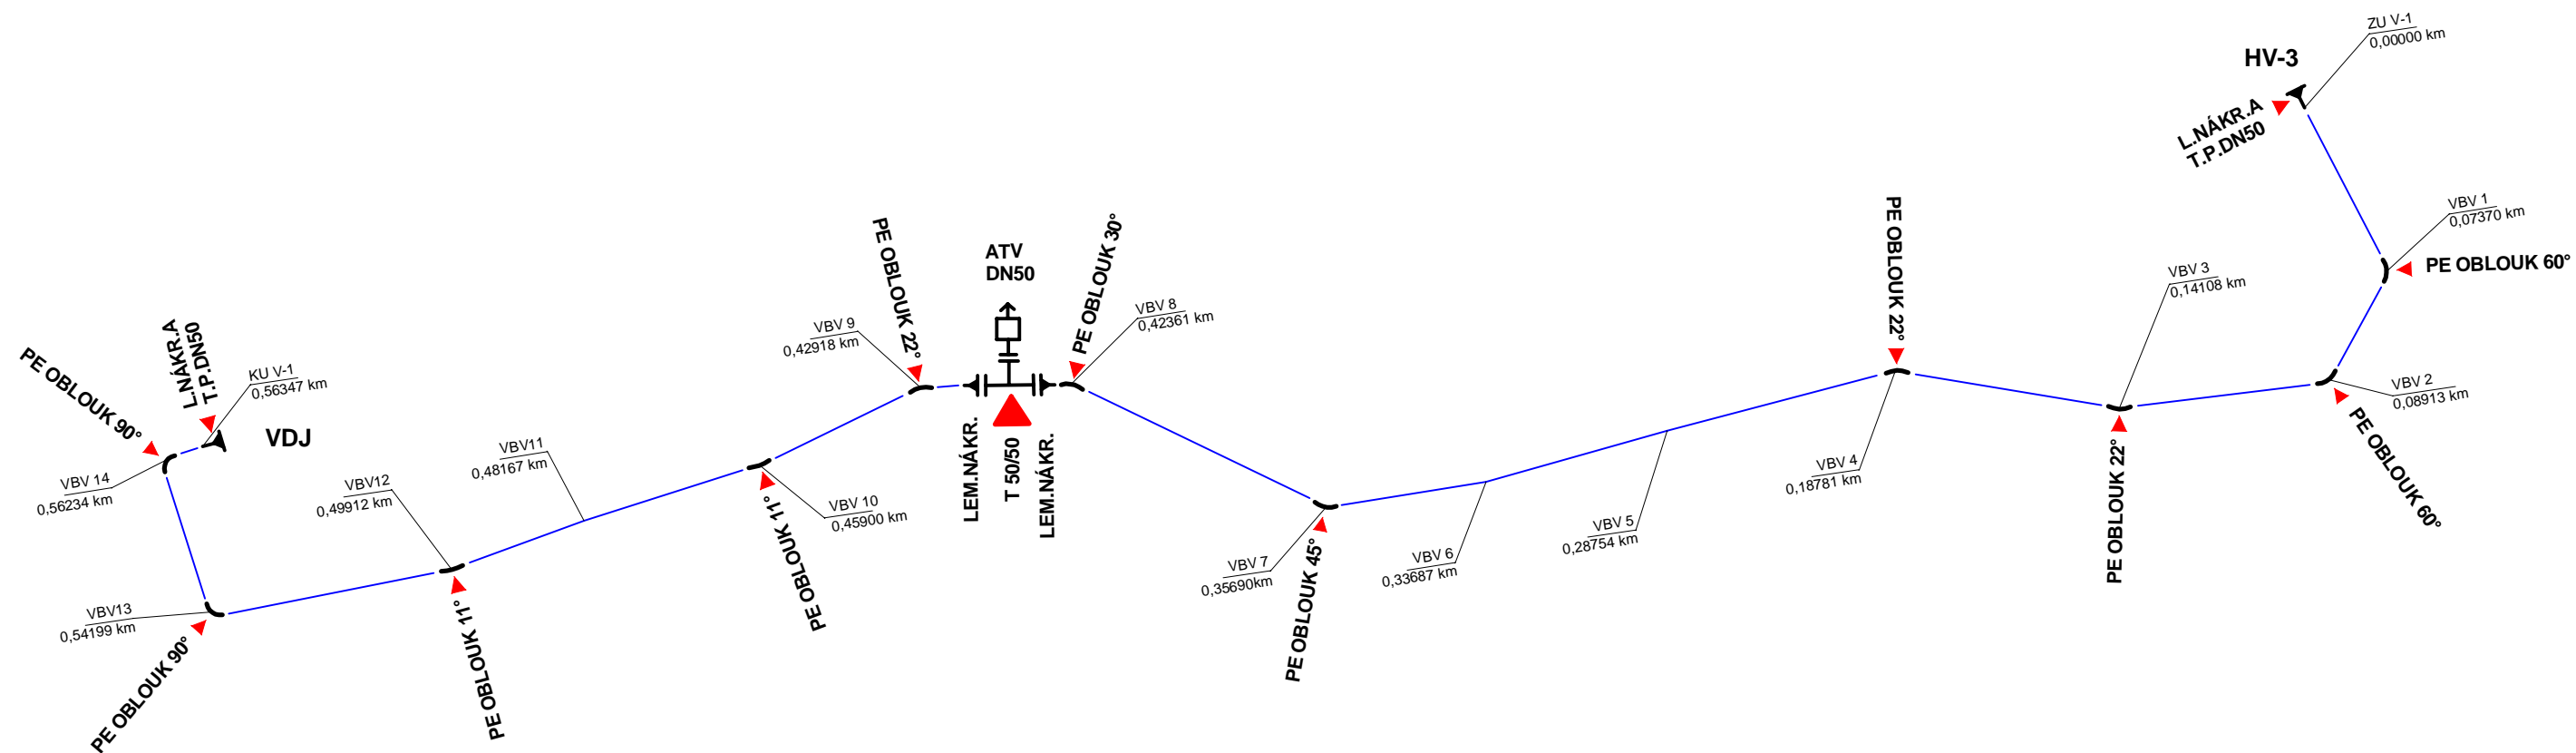 ZU V-1
0,00000 km
HV-3
L.NÁKR.A
T.P.DN50
VBV 1
0,07370 km
PE OBLOUK 60°
VBV 2
0,08913 km
PE OBLOUK 60°
VBV 3
0,14108 km
PE OBLOUK 22°
PE OBLOUK 22°
VBV 4
0,18781 km
VBV 5
0,28754 km
VBV 6
0,33687 km
VBV 7
0,35690km
PE OBLOUK 45°
VBV 8
0,42361 km
PE OBLOUK 30°
ATV
DN50
LEM.NÁKR.
T 50/50
LEM.NÁKR.
PE OBLOUK 22°
VBV 9
0,42918 km
VBV 10
0,45900 km
PE OBLOUK 11°
VBV11
0,48167 km
VBV12
0,49912 km
PE OBLOUK 11°
VBV13
0,54199 km
PE OBLOUK 90°
VBV 14
0,56234 km
PE OBLOUK 90°
L.NÁKR.A
T.P.DN50
KU V-1
0,56347 km
VDJ